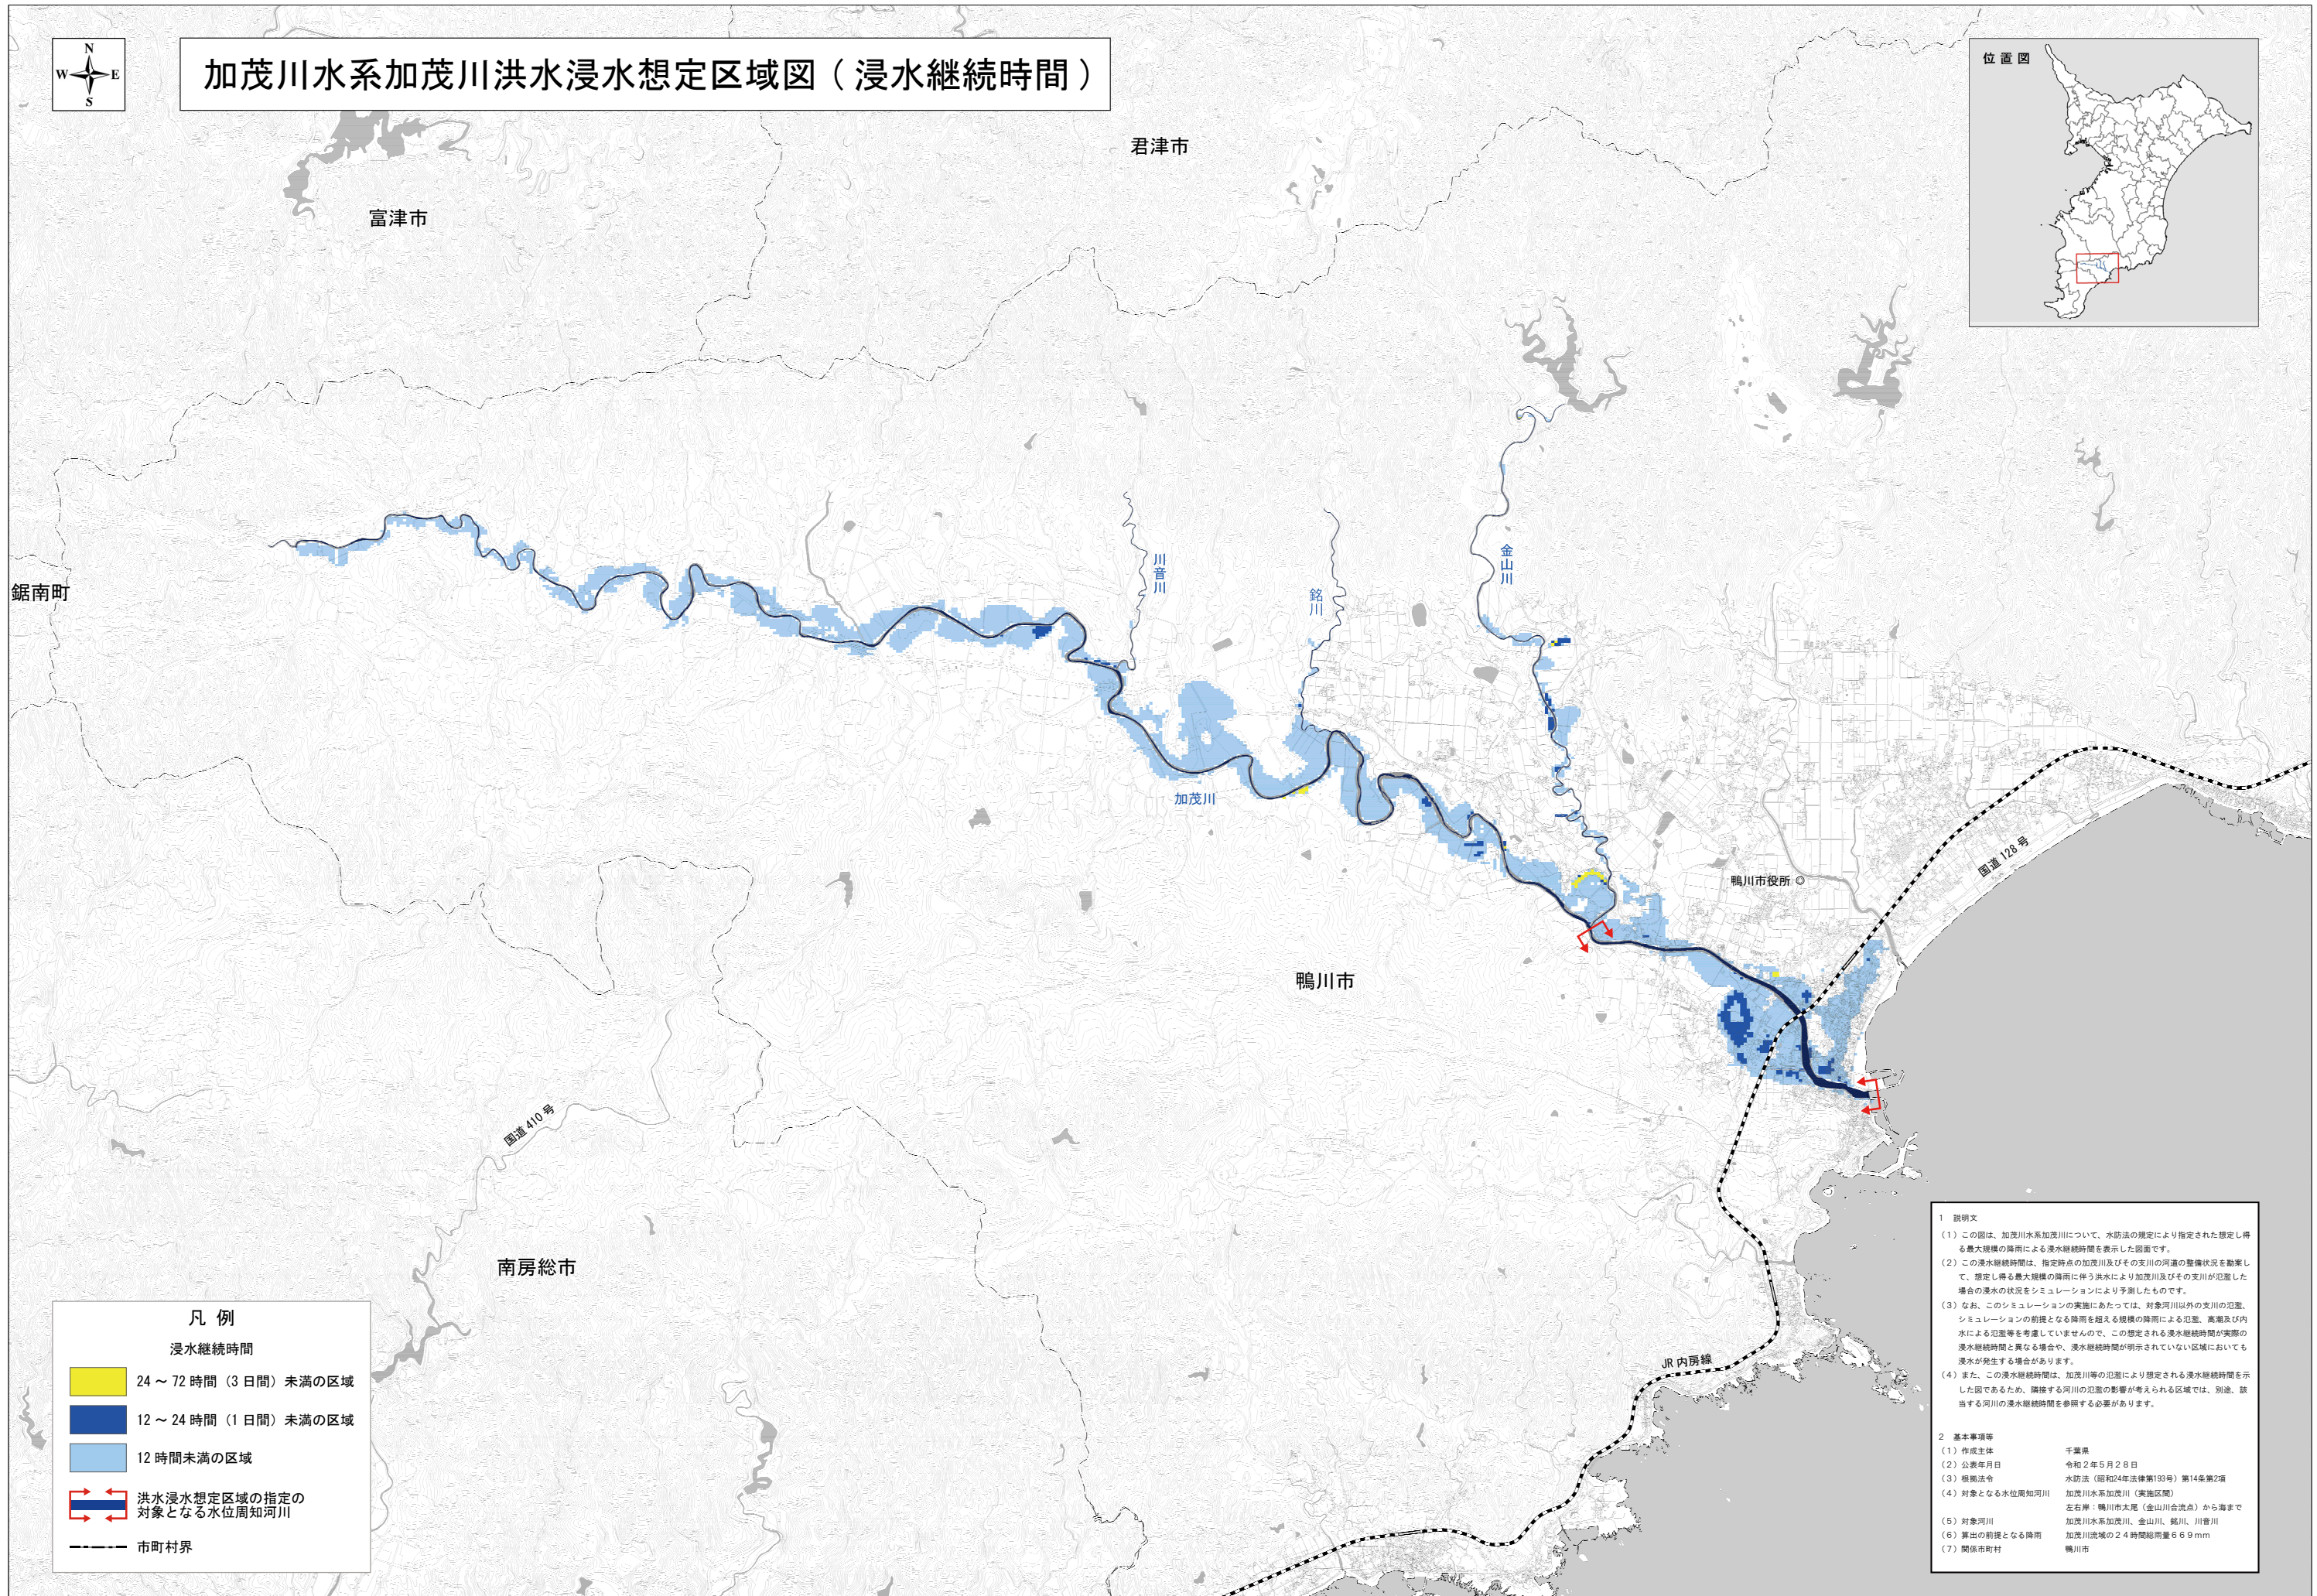 N
W E
S
加茂川水系加茂川洪水浸水想定区域図（浸水継続時間）
位置図
君津市
富津市
鋸南町
川音川
銘川
金山川
加茂川
国道128号
鴨川市役所
鴨川市
国道410号
南房総市
JR内房線
凡例
浸水継続時間
24～72時間（3日間）未満の区域
12～24時間（1日間）未満の区域
12時間未満の区域
洪水浸水想定区域の指定の
対象となる水位周知河川
市町村界
1 説明文
（1）この図は、加茂川水系加茂川について、水防法の規定により指定された想定し得
る最大規模の降雨による浸水継続時間を表示した図面です。
（2）この浸水継続時間は、指定時点の加茂川及びその支川の河道の整備状況を勘案し
て、想定し得る最大規模の降雨に伴う洪水により加茂川及びその支川が氾濫した
場合の浸水の状況をシミュレーションにより予測したものです。
（3）なお、このシミュレーションの実施にあたっては、対象河川以外の支川の氾濫、
シミュレーションの前提となる降雨を超える規模の降雨による氾濫、高潮及び内
水による氾濫等を考慮していませんので、この想定される浸水継続時間が実際の
浸水継続時間と異なる場合や、浸水継続時間が明示されていない区域においても
浸水が発生する場合があります。
（4）また、この浸水継続時間は、加茂川等の氾濫により想定される浸水継続時間を示
した図であるため、隣接する河川の氾濫の影響が考えられる区域では、別途、該
当する河川の浸水継続時間を参照する必要があります。
2 基本事項等
（1）作成主体 千葉県
（2）公表年月日 令和２年５月２８日
（3）根拠法令 水防法（昭和24年法律第193号）第14条第2項
（4）対象となる水位周知河川 加茂川水系加茂川（実施区間）
左右岸：鴨川市太尾（金山川合流点）から海まで
（5）対象河川 加茂川水系加茂川、金山川、銘川、川音川
（6）算出の前提となる降雨 加茂川流域の２４時間総雨量６６９mm
（7）関係市町村 鴨川市